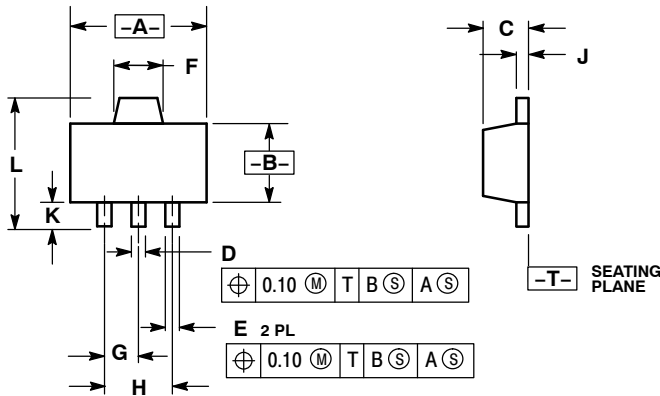 –A–
C
F
J
L
–B–
K
D
–T– SEATING PLANE
⌖ 0.10 Ⓜ T B Ⓢ A Ⓢ
E 2 PL
G
⌖ 0.10 Ⓜ T B Ⓢ A Ⓢ
H